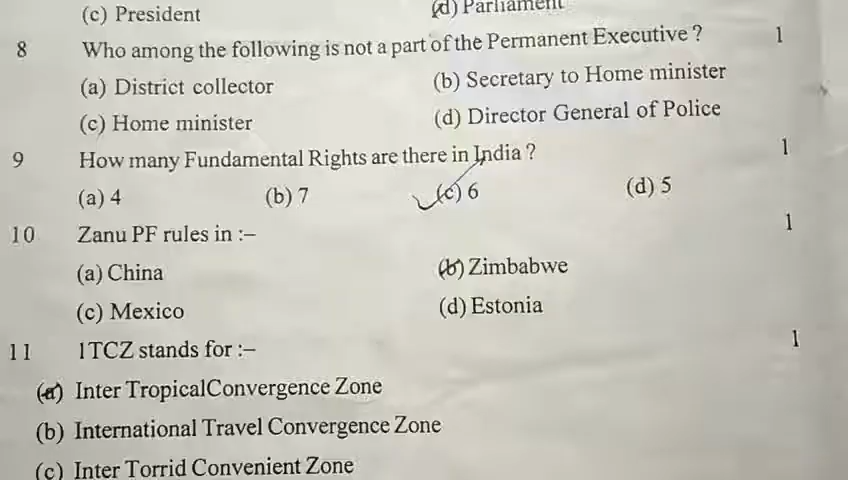 (c) President (d) Parliament
8 Who among the following is not a part of the Permanent Executive ? 1
(a) District collector (b) Secretary to Home minister
(c) Home minister (d) Director General of Police
9 How many Fundamental Rights are there in India ? 1
(a) 4 (b) 7 (c) 6 (d) 5
10 Zanu PF rules in :– 1
(a) China (b) Zimbabwe
(c) Mexico (d) Estonia
11 1TCZ stands for :– 1
(a) Inter TropicalConvergence Zone
(b) International Travel Convergence Zone
(c) Inter Torrid Convenient Zone